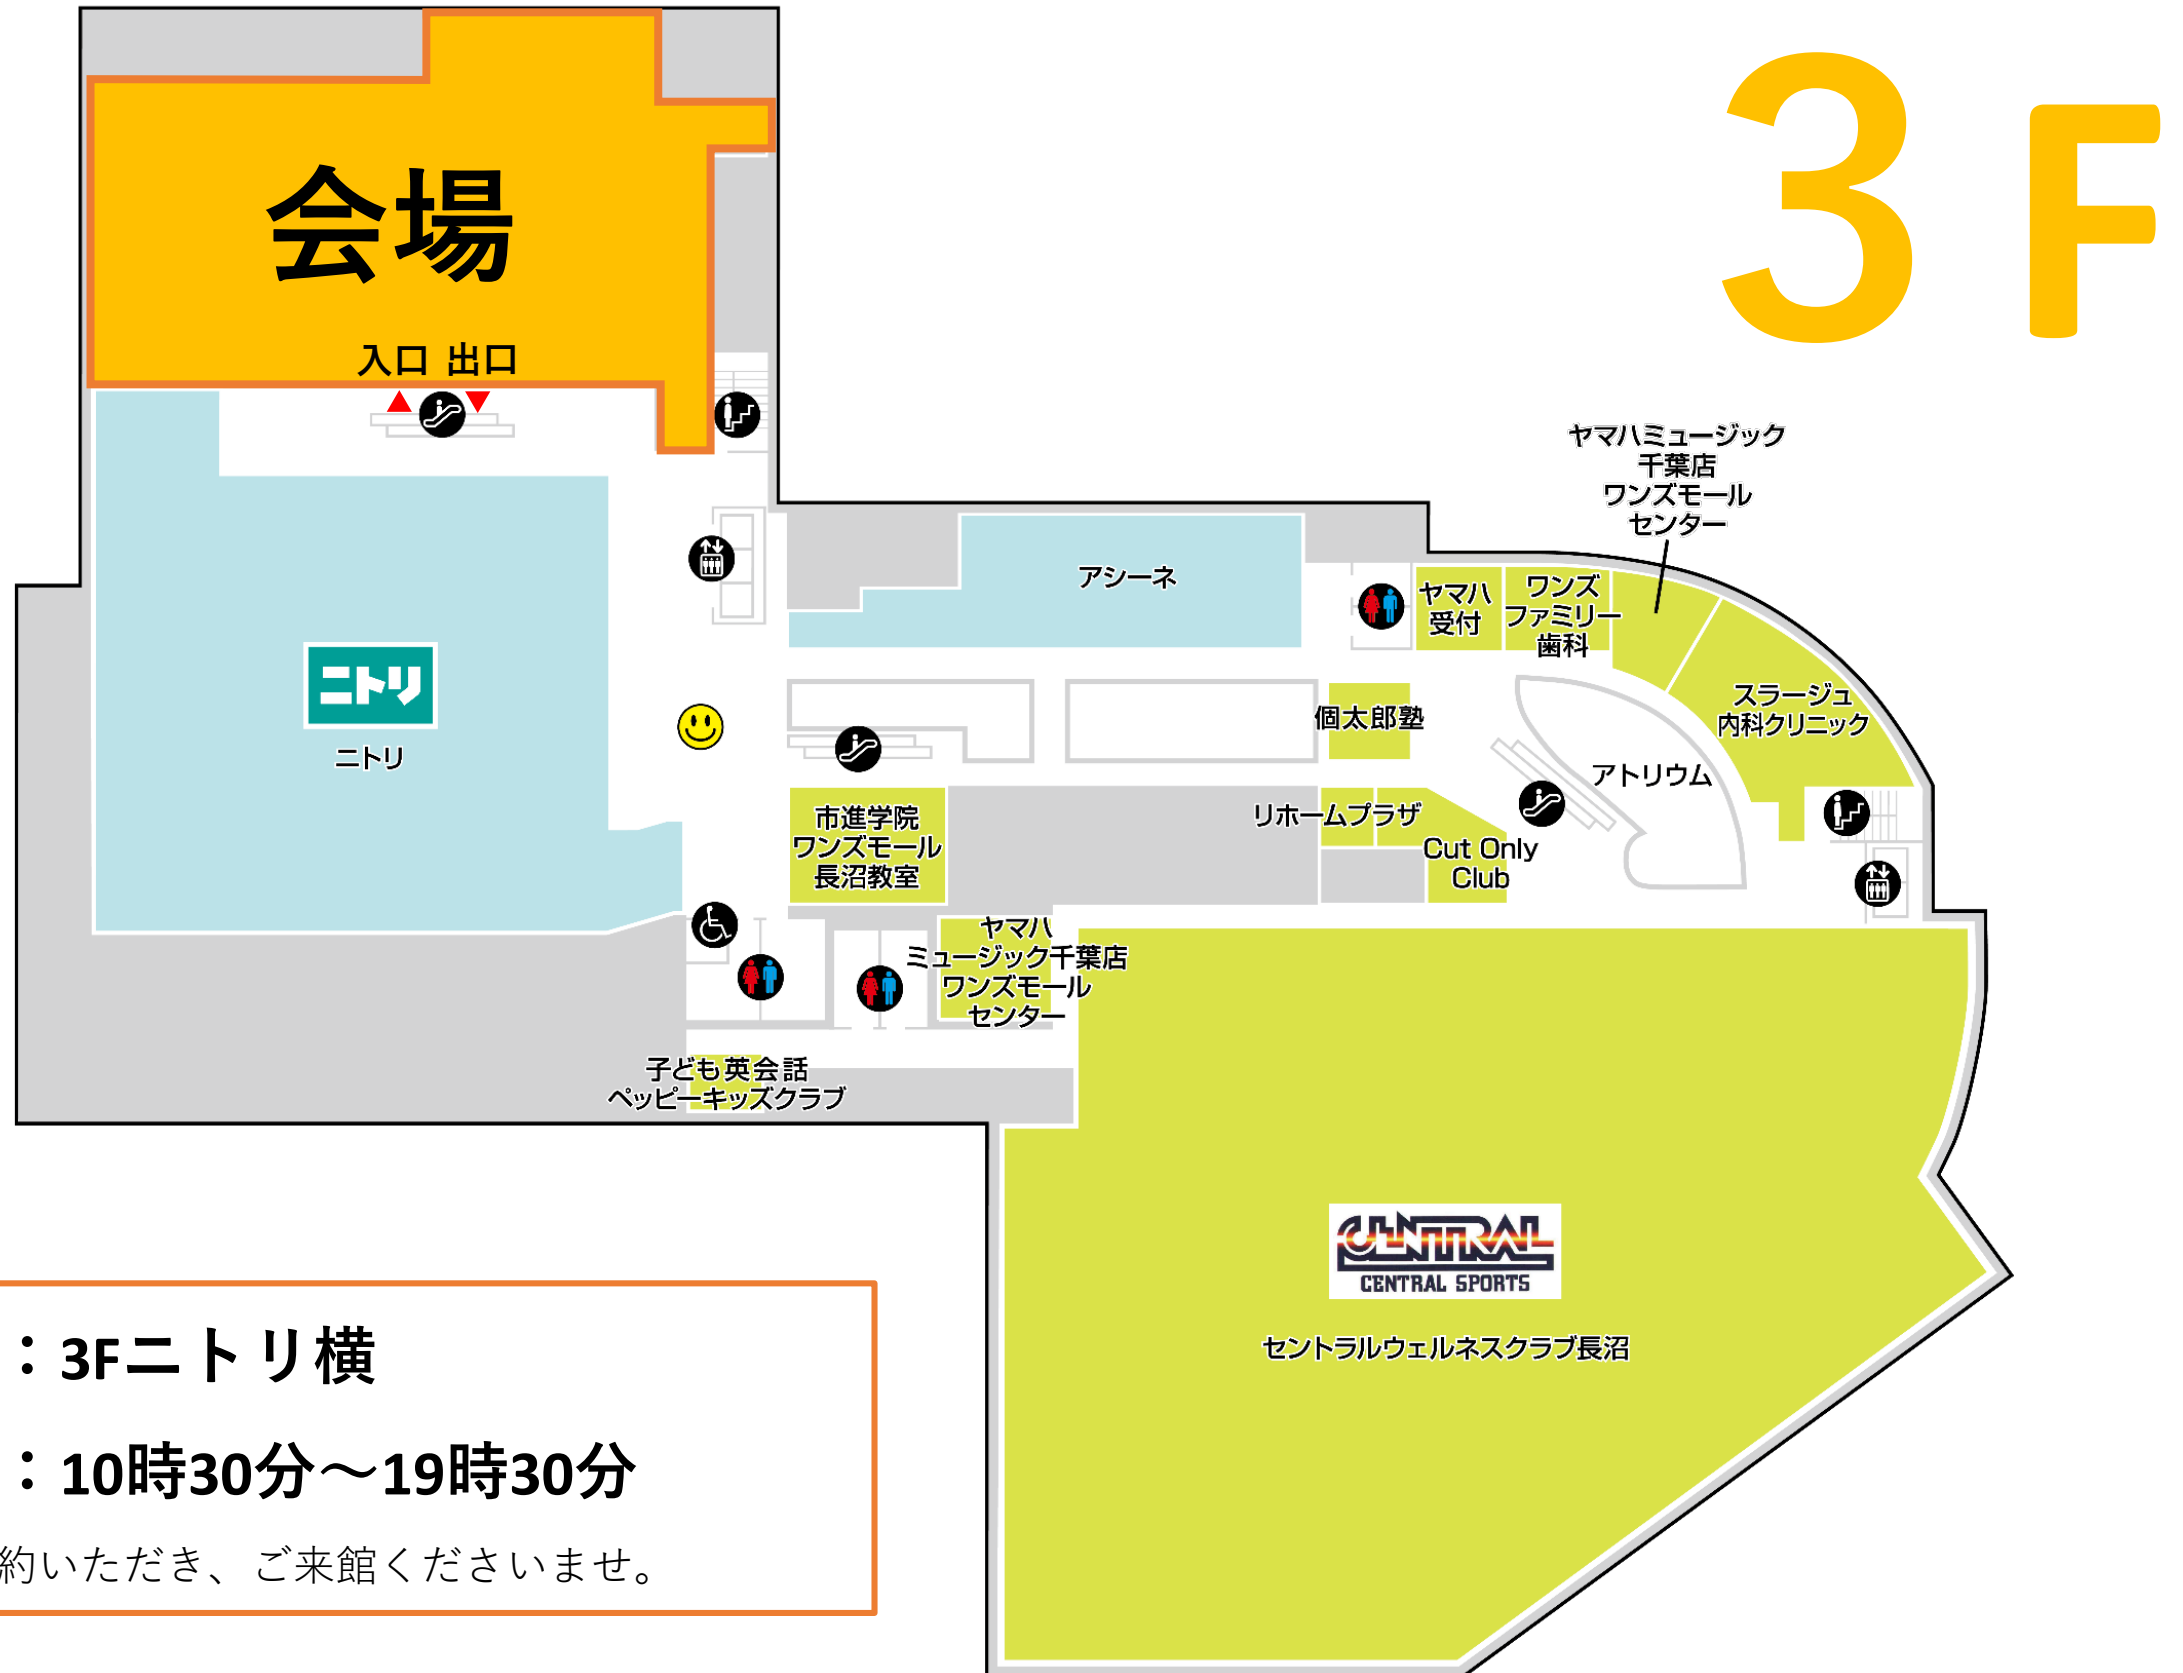 3F
会場
入口 出口
ヤマハミュージック
千葉店
ワンズモール
センター
アシーネ
ヤマハ
受付
ワンズ
ファミリー
歯科
ニトリ
ニトリ
個太郎塾
スラージュ
内科クリニック
アトリウム
市進学院
ワンズモール
長沼教室
リホームプラザ
Cut Only
Club
ヤマハ
ミュージック千葉店
ワンズモール
センター
子ども英会話
ペッピーキッズクラブ
CENTRAL
CENTRAL SPORTS
セントラルウェルネスクラブ長沼
：3Fニトリ横
：10時30分～19時30分
約いただき、ご来館くださいませ。